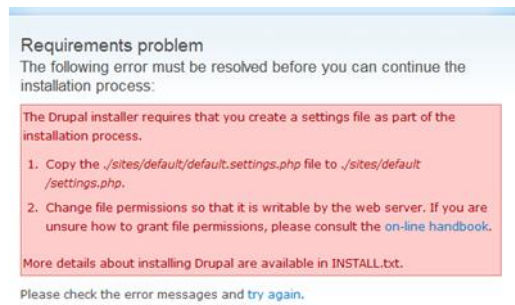 Requirements problem
The following error must be resolved before you can continue the
installation process:
The Drupal installer requires that you create a settings file as part of the
installation process.
1. Copy the ./sites/default/default.settings.php file to ./sites/default
/settings.php.
2. Change file permissions so that it is writable by the web server. If you are
unsure how to grant file permissions, please consult the on-line handbook.
More details about installing Drupal are available in INSTALL.txt.
Please check the error messages and try again.